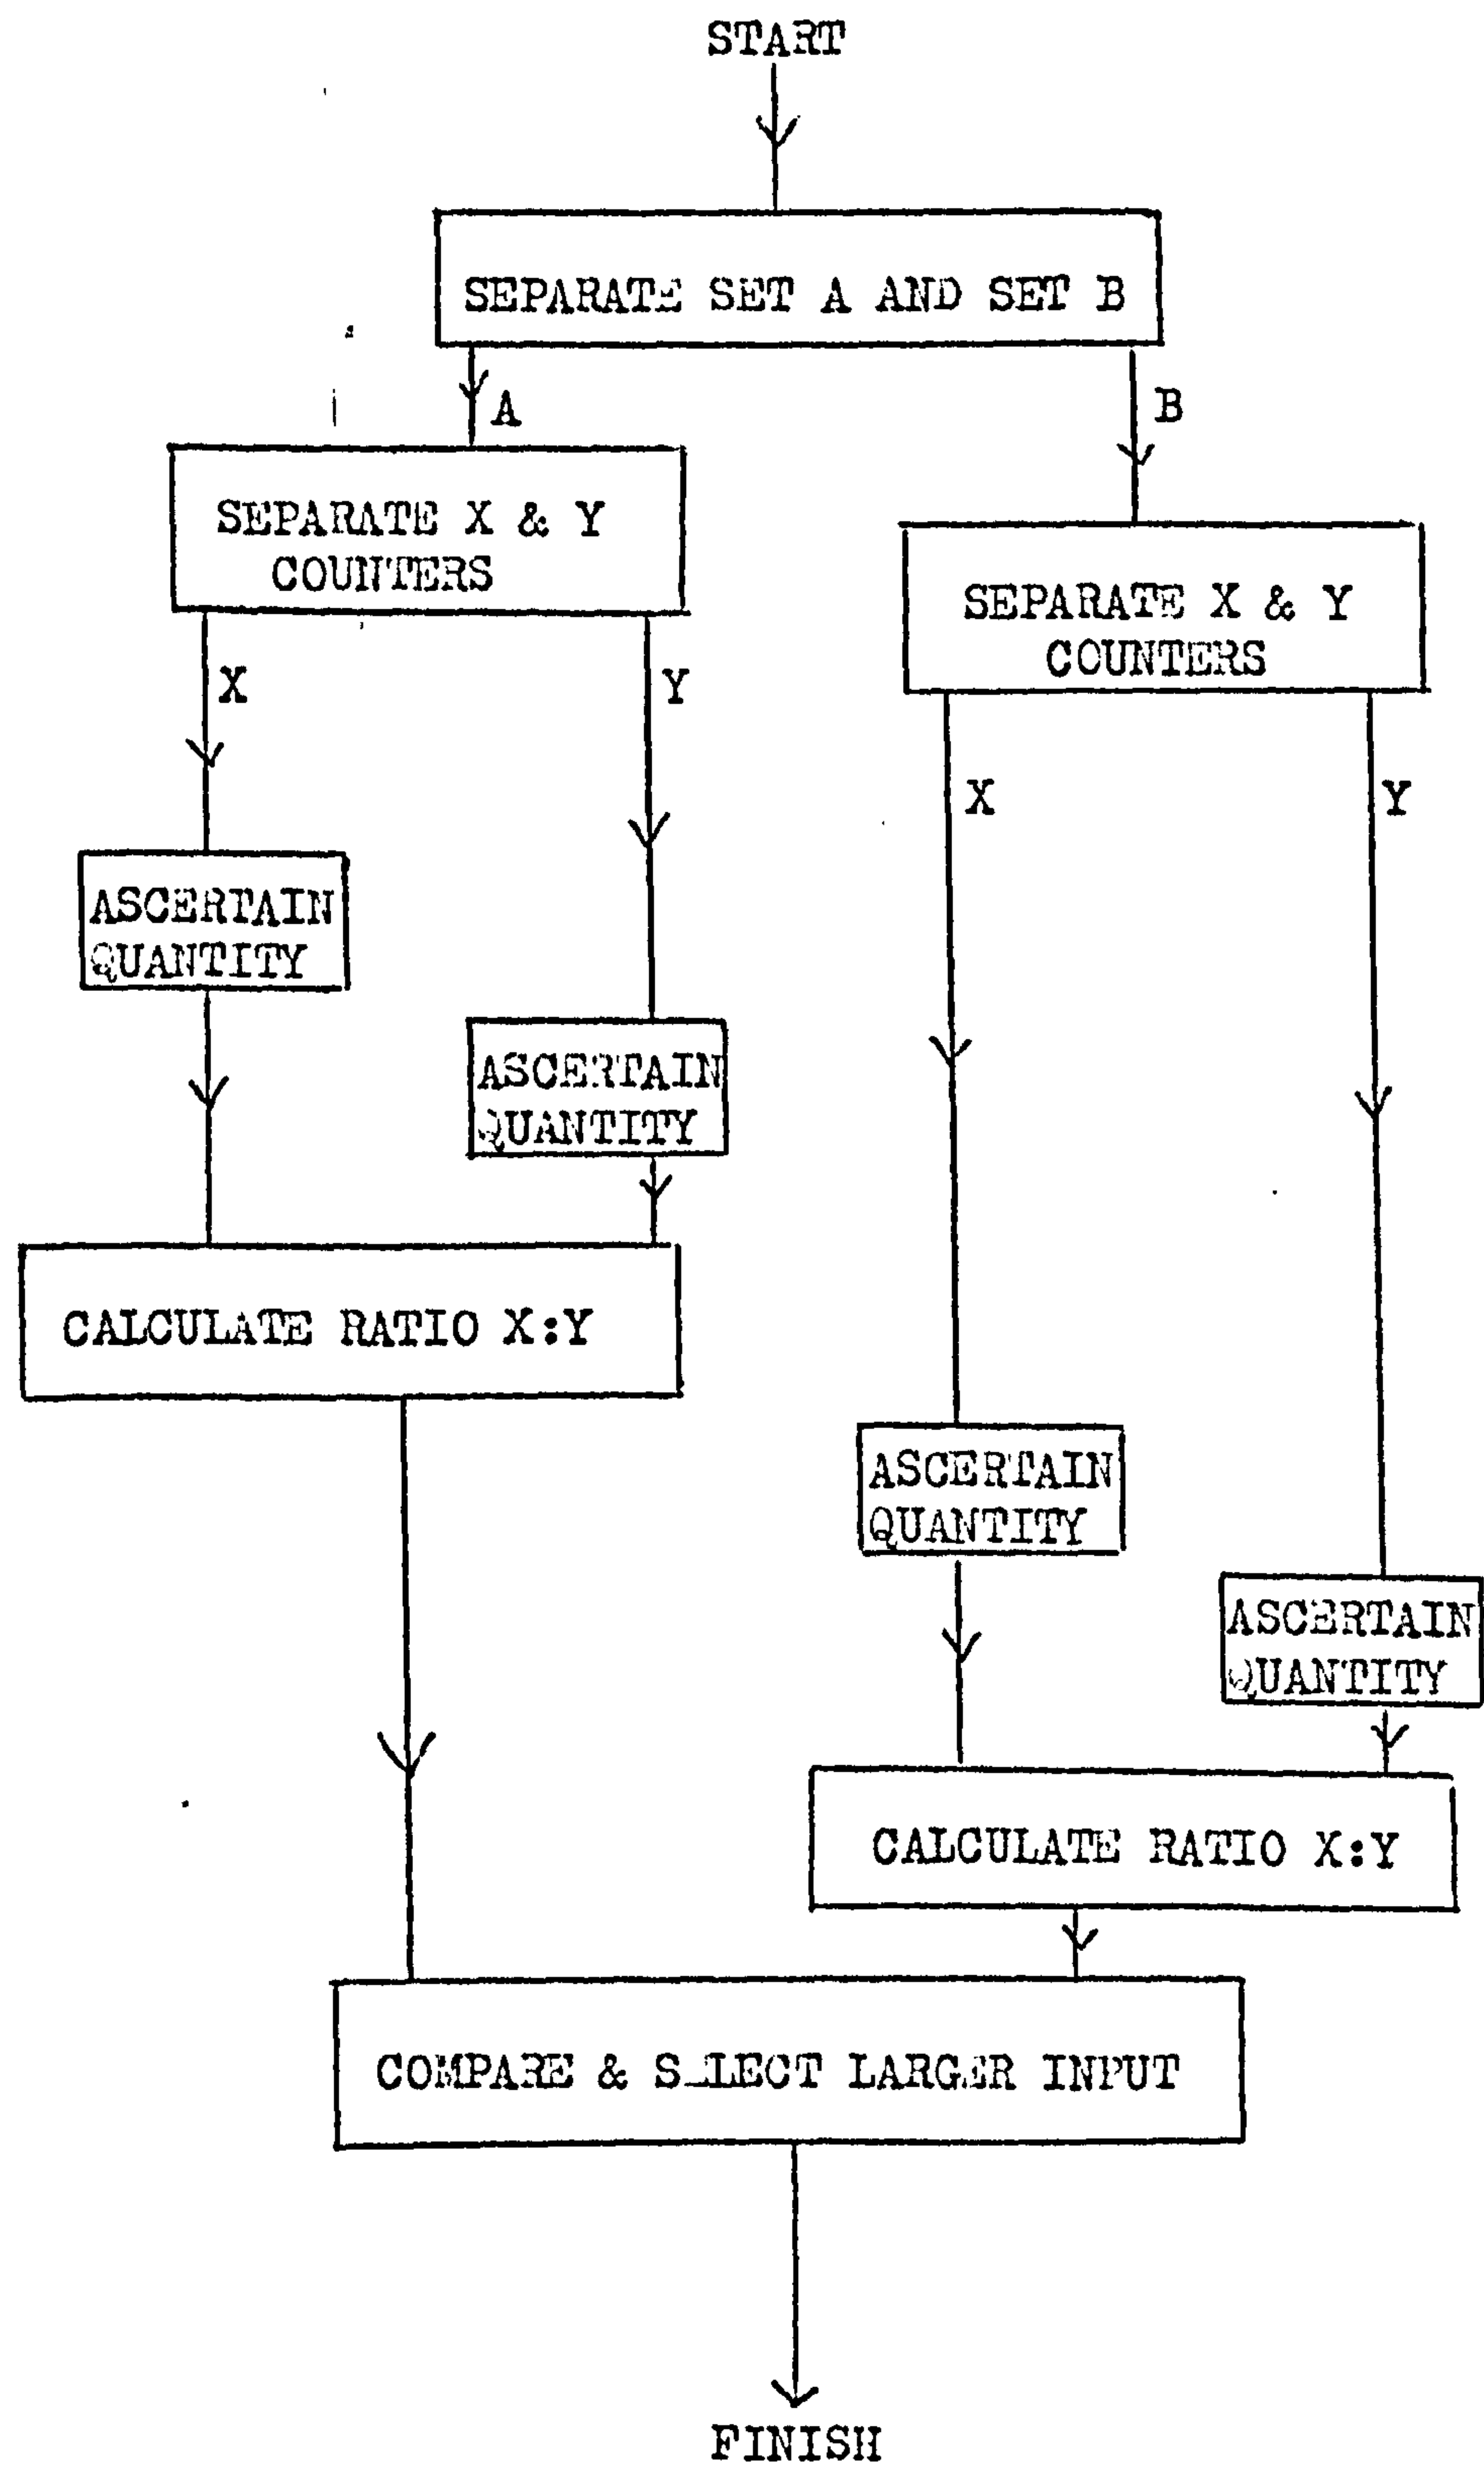 START
SEPARATE SET A AND SET B
A
B
SEPARATE X & Y
COUNTERS
SEPARATE X & Y
COUNTERS
X
Y
X
Y
ASCERTAIN
QUANTITY
ASCERTAIN
QUANTITY
CALCULATE RATIO X:Y
ASCERTAIN
QUANTITY
ASCERTAIN
QUANTITY
CALCULATE RATIO X:Y
COMPARE & SELECT LARGER INPUT
FINISH